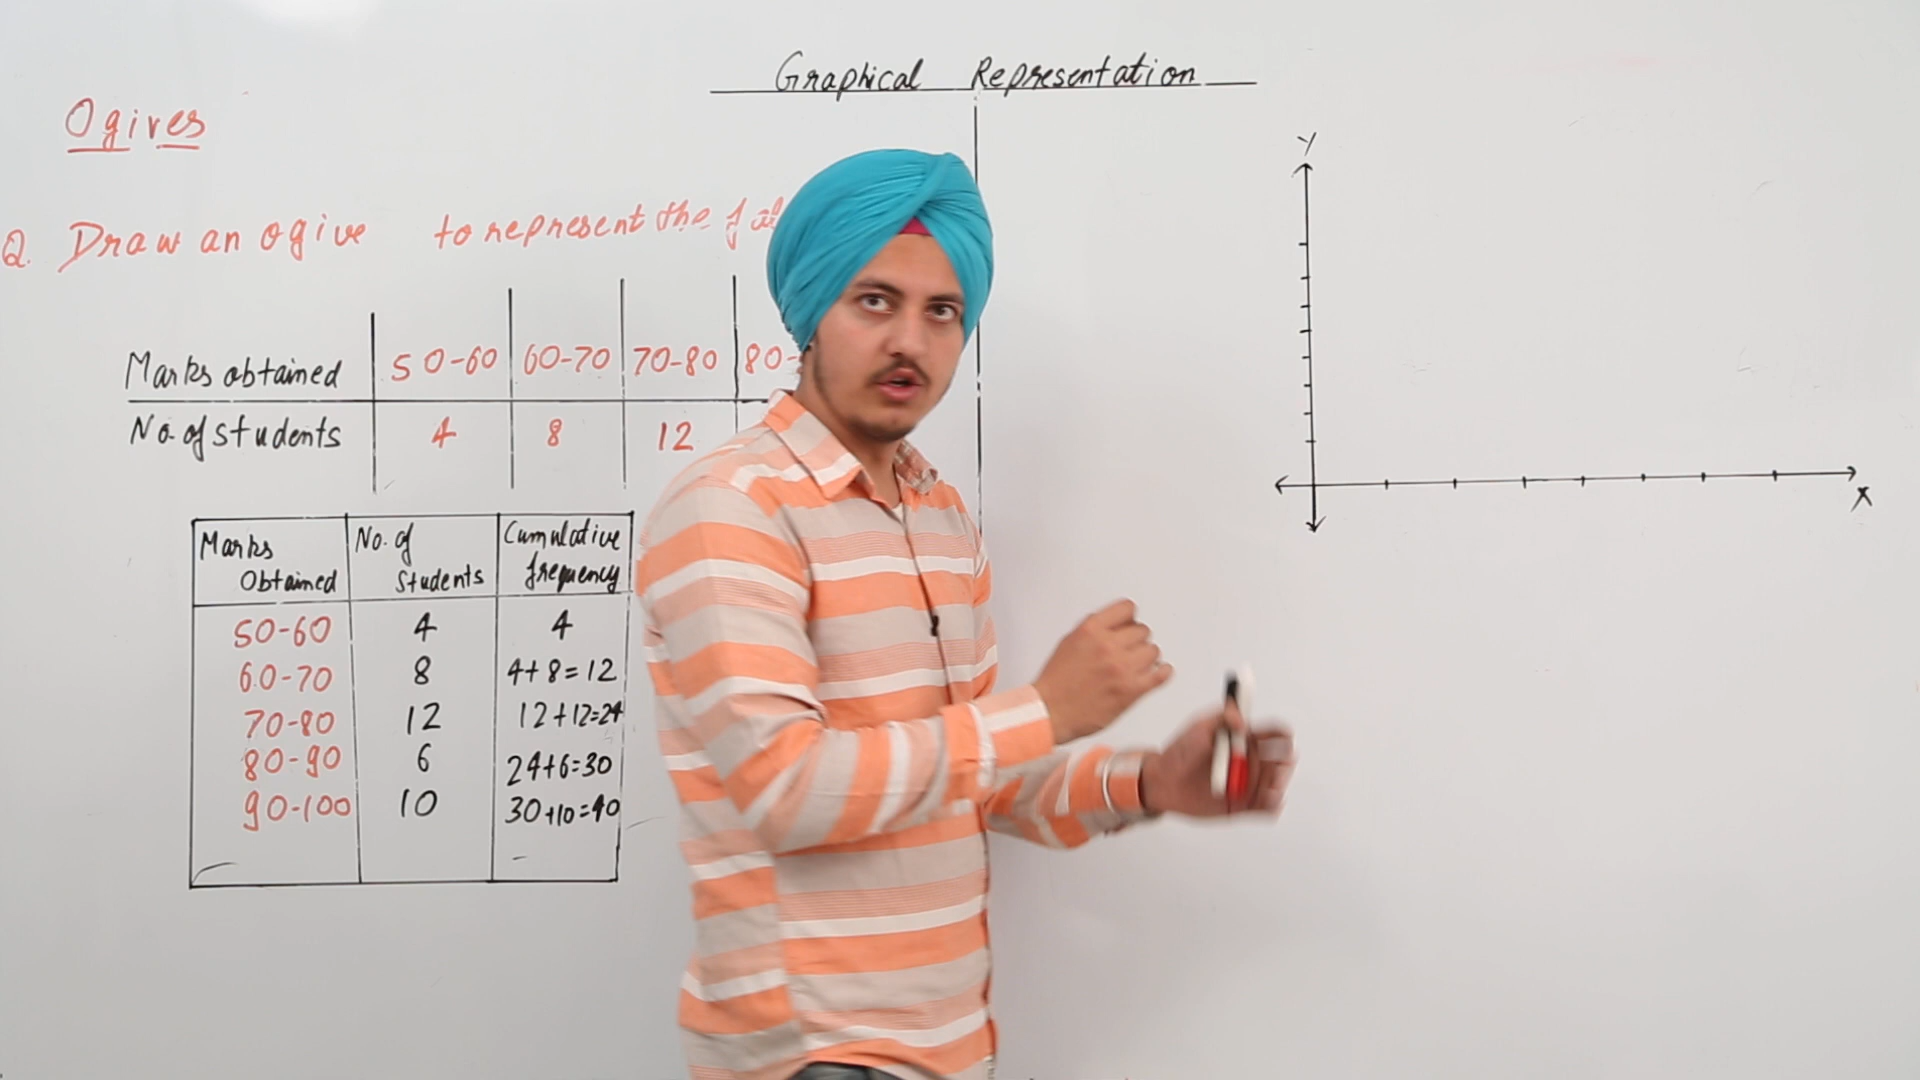 Graphical Representation
Ogives
Q. Draw an ogive to represent the
Marks obtained 50-60 60-70 70-80 80-
No. of students 4 8 12
Marks Obtained No. of Students Cumulative frequency
50-60 4 4
60-70 8 4+8=12
70-80 12 12+12=24
80-90 6 24+6=30
90-100 10 30+10=40
Y
X